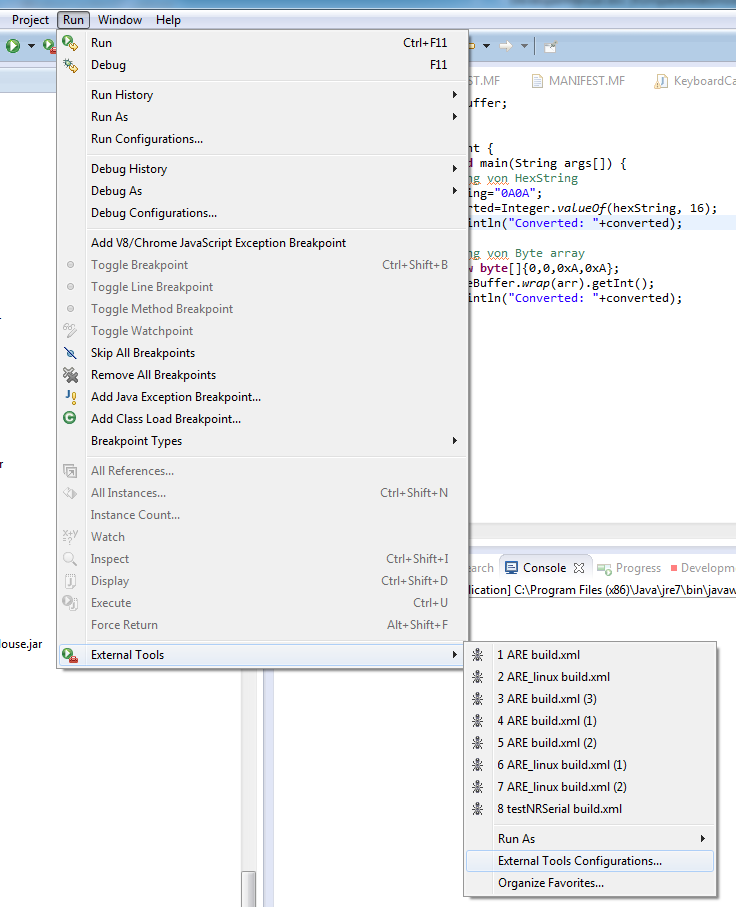 Project Run Window Help
Run Ctrl+F11
Debug F11
Run History
Run As
Run Configurations...
Debug History
Debug As
Debug Configurations...
Add V8/Chrome JavaScript Exception Breakpoint
Toggle Breakpoint Ctrl+Shift+B
Toggle Line Breakpoint
Toggle Method Breakpoint
Toggle Watchpoint
Skip All Breakpoints
Remove All Breakpoints
Add Java Exception Breakpoint...
Add Class Load Breakpoint...
Breakpoint Types
All References...
All Instances... Ctrl+Shift+N
Instance Count...
Watch
Inspect Ctrl+Shift+I
Display Ctrl+Shift+D
Execute Ctrl+U
Force Return Alt+Shift+F
External Tools
ST.MF MANIFEST.MF KeyboardCa
uffer;
nt {
d main(String args[]) {
ng von HexString
ing="0A0A";
rted=Integer.valueOf(hexString, 16);
intln("Converted: "+converted);
ng von Byte array
w byte[]{0,0,0xA,0xA};
eBuffer.wrap(arr).getInt();
intln("Converted: "+converted);
earch Console Progress Developm
lication] C:\Program Files (x86)\Java\jre7\bin\javaw
r
louse.jar
1 ARE build.xml
2 ARE_linux build.xml
3 ARE build.xml (3)
4 ARE build.xml (1)
5 ARE build.xml (2)
6 ARE_linux build.xml (1)
7 ARE_linux build.xml (2)
8 testNRSerial build.xml
Run As
External Tools Configurations...
Organize Favorites...